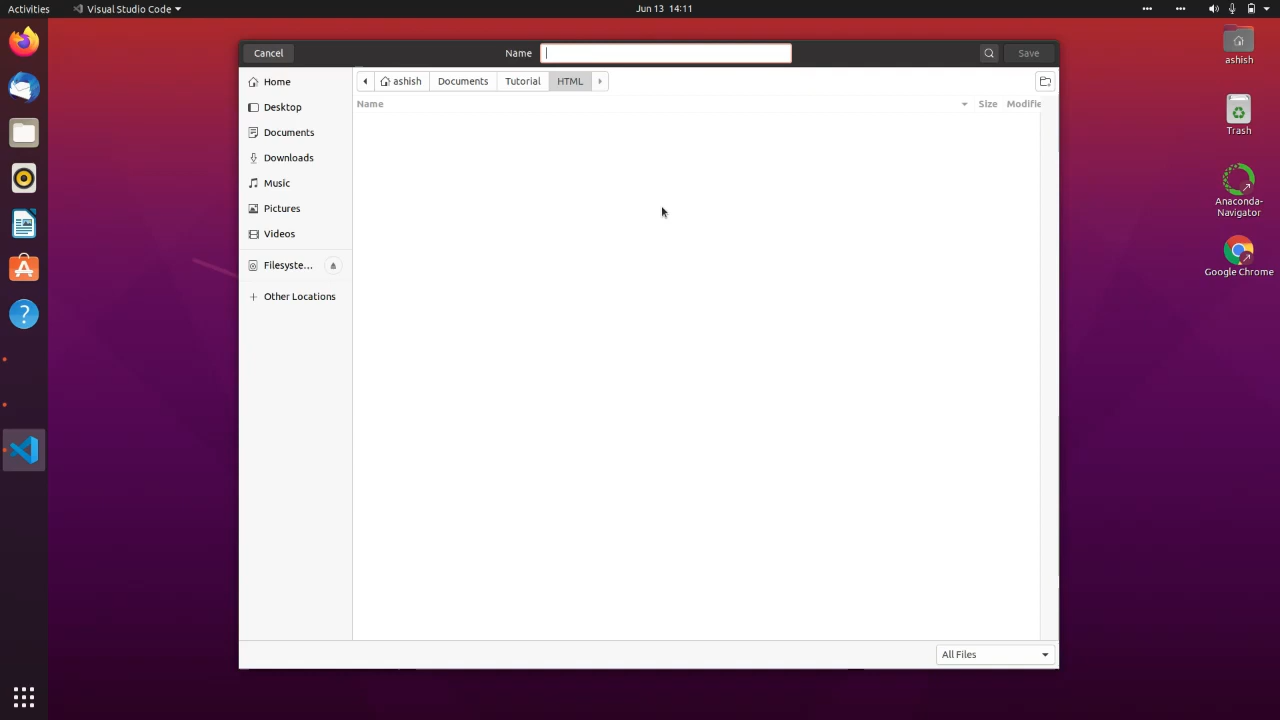 Activities Visual Studio Code Jun 13 14:11
Cancel Name Save
Home
Desktop
Documents
Downloads
Music
Pictures
Videos
Filesyste...
Other Locations
ashish Documents Tutorial HTML
Name Size Modifie
All Files
ashish
Trash
Anaconda-
Navigator
Google Chrome